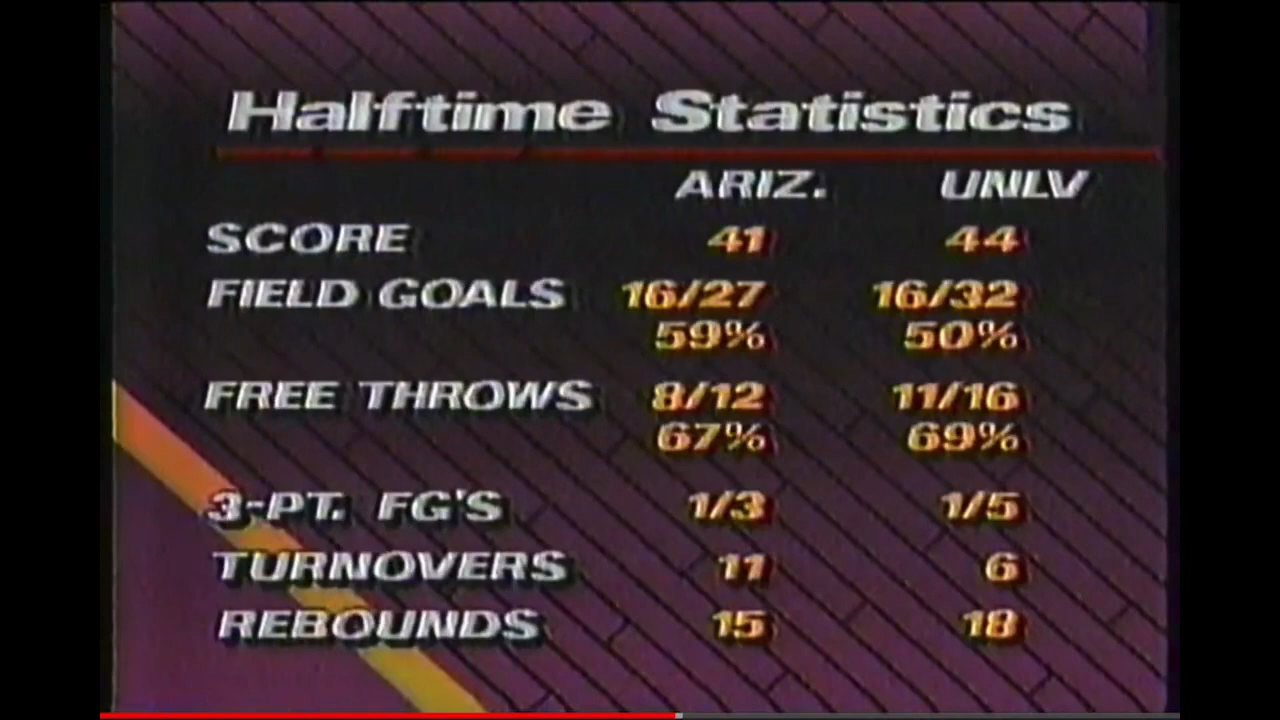 Halftime Statistics
ARIZ. UNLV
SCORE 41 44
FIELD GOALS 16/27 16/32
59% 50%
FREE THROWS 8/12 11/16
67% 69%
3-PT. FG'S 1/3 1/5
TURNOVERS 11 6
REBOUNDS 15 18